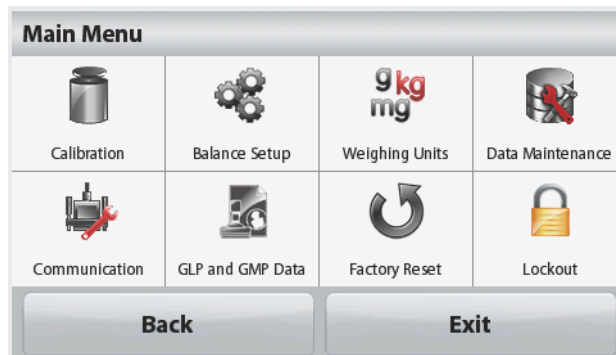 Main Menu
g kg
mg
Calibration
Balance Setup
Weighing Units
Data Maintenance
Communication
GLP and GMP Data
Factory Reset
Lockout
Back
Exit